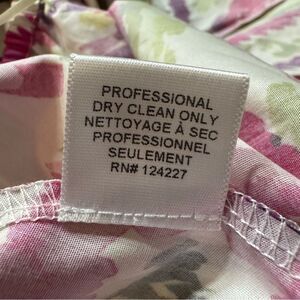 PROFESSIONAL
DRY CLEAN ONLY
NETTOYAGE À SEC
PROFESSIONNEL
SEULEMENT
RN# 124227